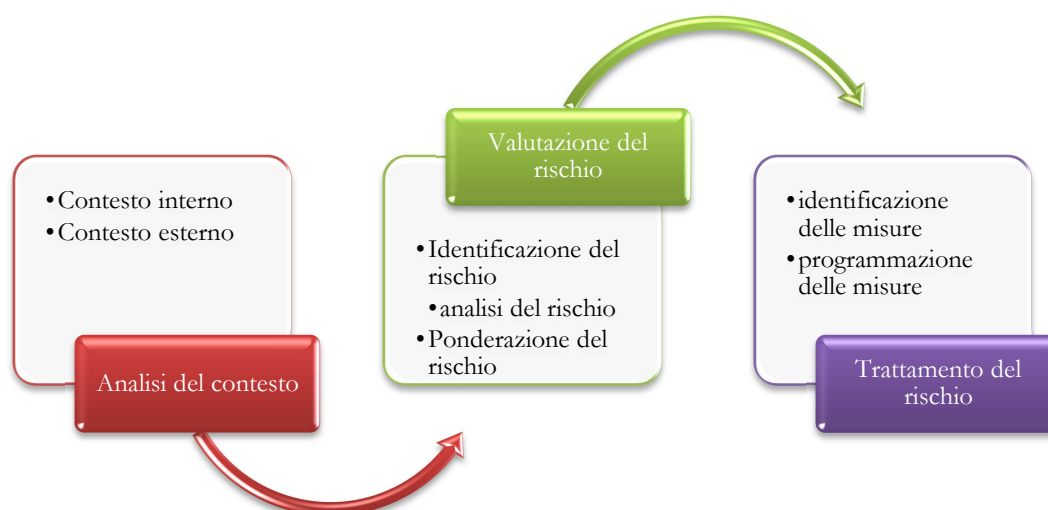 •Contesto interno
•Contesto esterno
Analisi del contesto
Valutazione del
rischio
•Identificazione del
rischio
•analisi del rischio
•Ponderazione del
rischio
•identificazione
delle misure
•programmazione
delle misure
Trattamento del
rischio